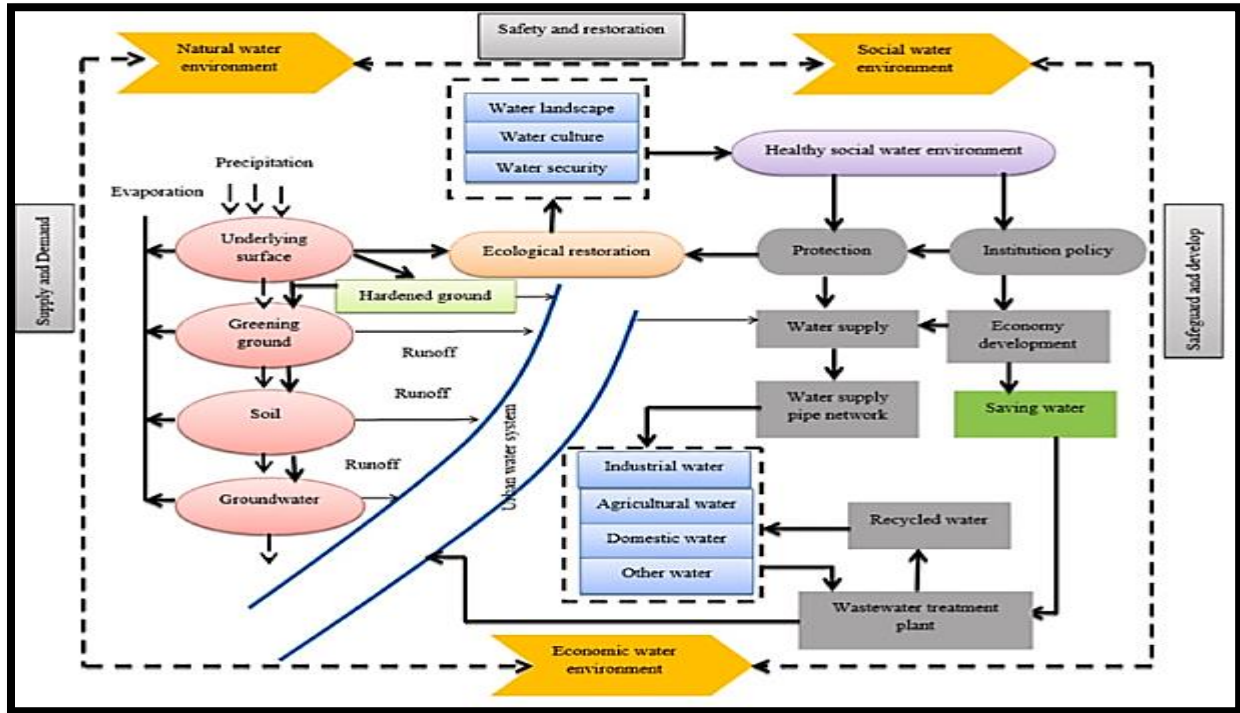 Safety and restoration
Natural water
environment
Social water
environment
Water landscape
Water culture
Water security
Healthy social water environment
Precipitation
Evaporation
Supply and Demand
Safeguard and develop
Underlying
surface
Ecological restoration
Protection
Institution policy
Hardened ground
Greening
ground
Runoff
Water supply
Economy
development
Soil
Runoff
Water supply
pipe network
Saving water
Groundwater
Runoff
Urban water system
Industrial water
Agricultural water
Domestic water
Other water
Recycled water
Wastewater treatment
plant
Economic water
environment